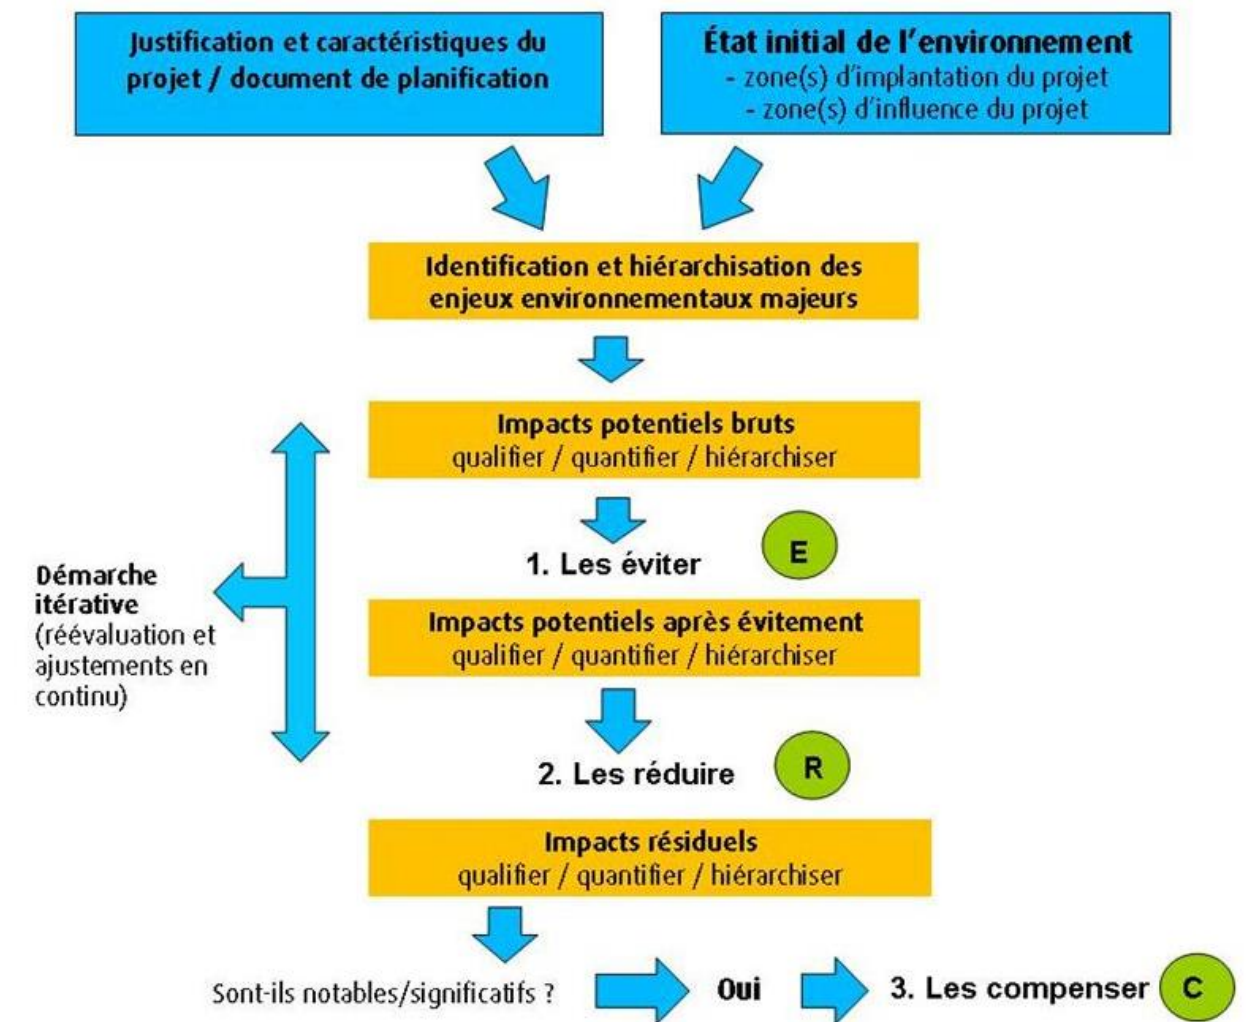 Justification et caractéristiques du
projet / document de planification
État initial de l'environnement
- zone(s) d'implantation du projet
- zone(s) d'influence du projet
Identification et hiérarchisation des
enjeux environnementaux majeurs
Impacts potentiels bruts
qualifier / quantifier / hiérarchiser
1. Les éviter
E
Démarche
itérative
(réévaluation et
ajustements en
continu)
Impacts potentiels après évitement
qualifier / quantifier / hiérarchiser
2. Les réduire
R
Impacts résiduels
qualifier / quantifier / hiérarchiser
Sont-ils notables/significatifs ?
Oui
3. Les compenser
C